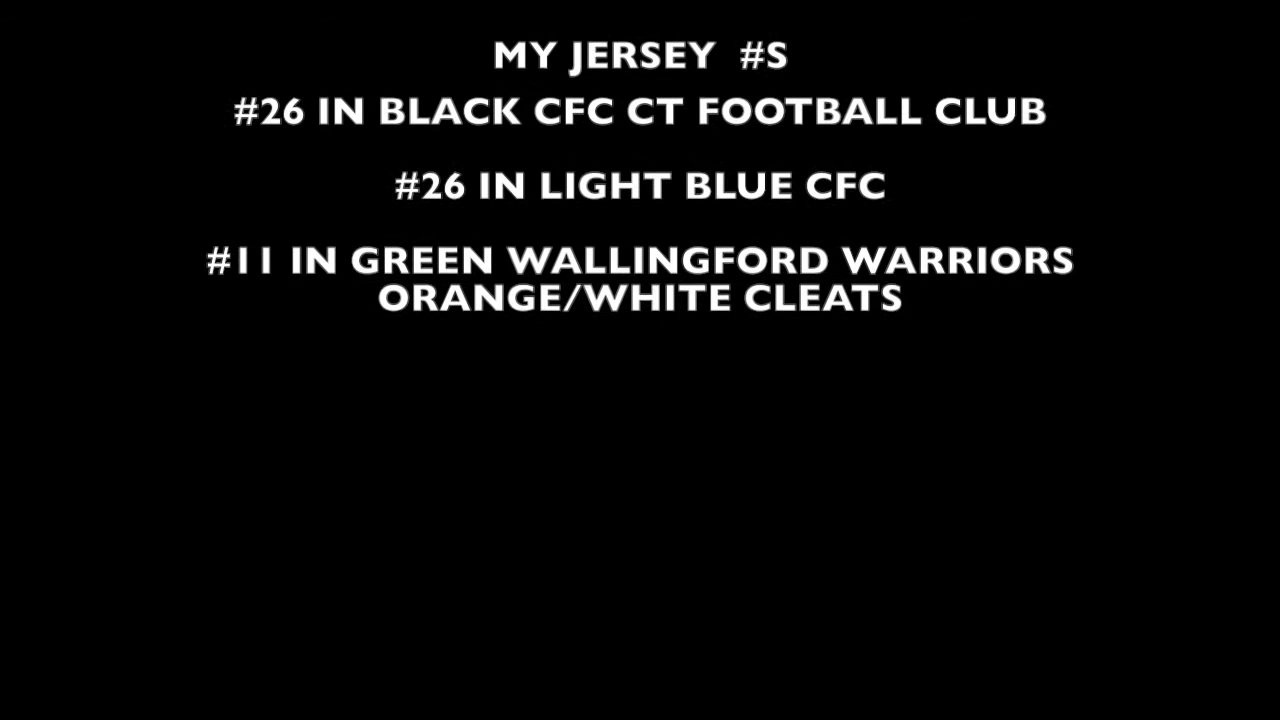 MY JERSEY  #S
#26 IN BLACK CFC CT FOOTBALL CLUB
#26 IN LIGHT BLUE CFC
#11 IN GREEN WALLINGFORD WARRIORS
ORANGE/WHITE CLEATS